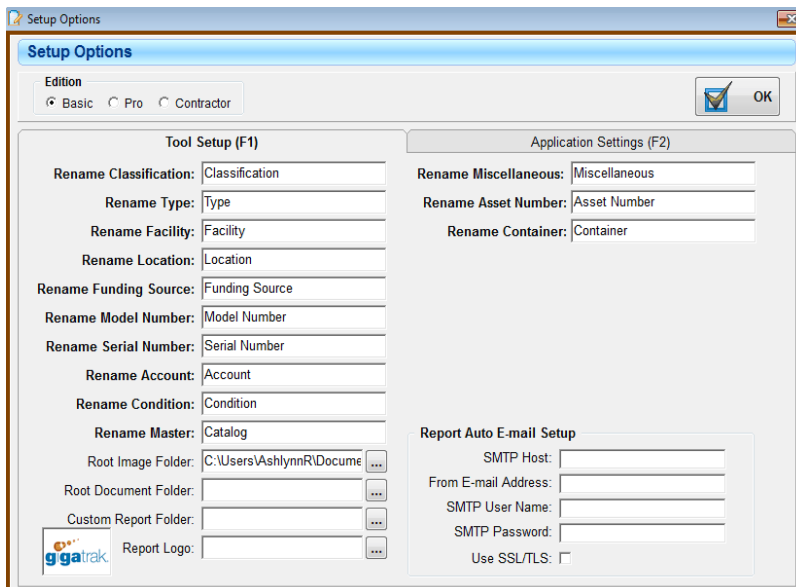 Setup Options
Setup Options
Edition
Basic Pro Contractor
OK
Tool Setup (F1)
Application Settings (F2)
Rename Classification: Classification
Rename Type: Type
Rename Facility: Facility
Rename Location: Location
Rename Funding Source: Funding Source
Rename Model Number: Model Number
Rename Serial Number: Serial Number
Rename Account: Account
Rename Condition: Condition
Rename Master: Catalog
Root Image Folder: C:\Users\AshlynnR\Docume ...
Root Document Folder: ...
Custom Report Folder: ...
gigatrak
Report Logo: ...
Rename Miscellaneous: Miscellaneous
Rename Asset Number: Asset Number
Rename Container: Container
Report Auto E-mail Setup
SMTP Host:
From E-mail Address:
SMTP User Name:
SMTP Password:
Use SSL/TLS: